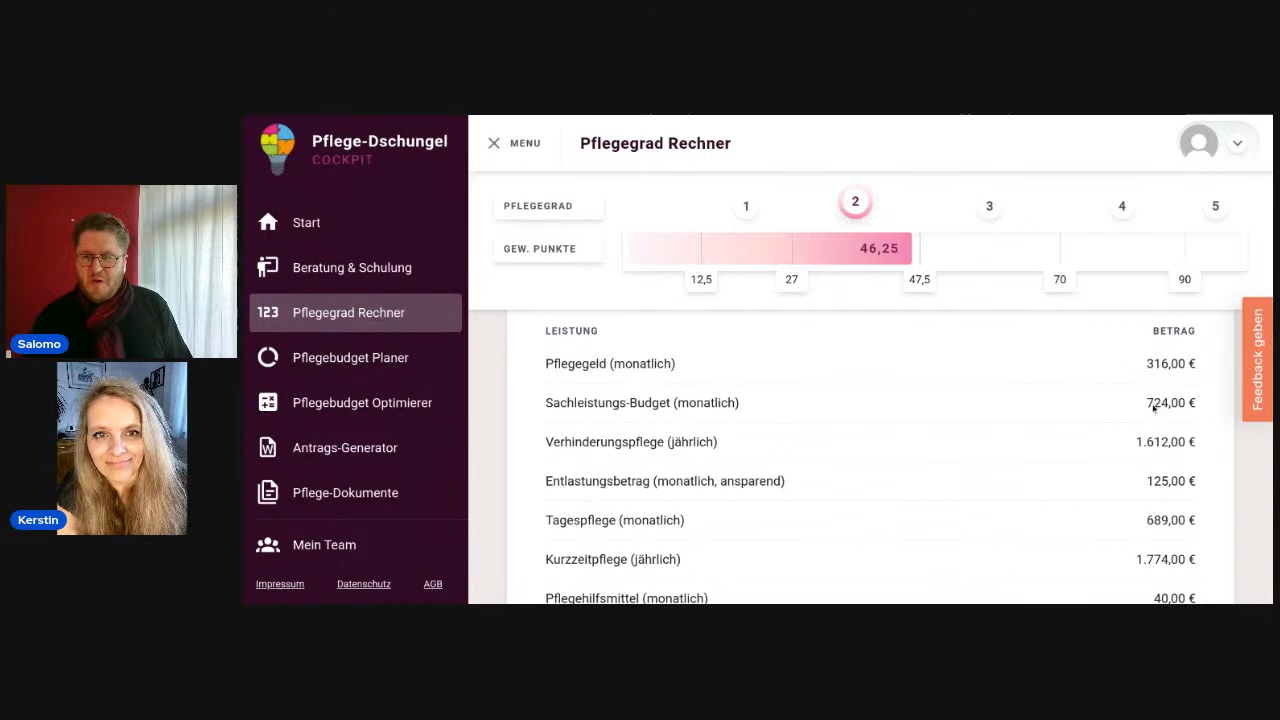 Salomo
Kerstin
Pflege-Dschungel
COCKPIT
Start
Beratung & Schulung
123 Pflegegrad Rechner
Pflegebudget Planer
Pflegebudget Optimierer
W Antrags-Generator
Pflege-Dokumente
Mein Team
Impressum Datenschutz AGB
MENU Pflegegrad Rechner
PFLEGEGRAD 1 2 3 4 5
GEW. PUNKTE 46,25
12,5 27 47,5 70 90
LEISTUNG BETRAG
Pflegegeld (monatlich) 316,00 €
Sachleistungs-Budget (monatlich) 724,00 €
Verhinderungspflege (jährlich) 1.612,00 €
Entlastungsbetrag (monatlich, ansparend) 125,00 €
Tagespflege (monatlich) 689,00 €
Kurzzeitpflege (jährlich) 1.774,00 €
Pflegehilfsmittel (monatlich) 40,00 €
Feedback geben